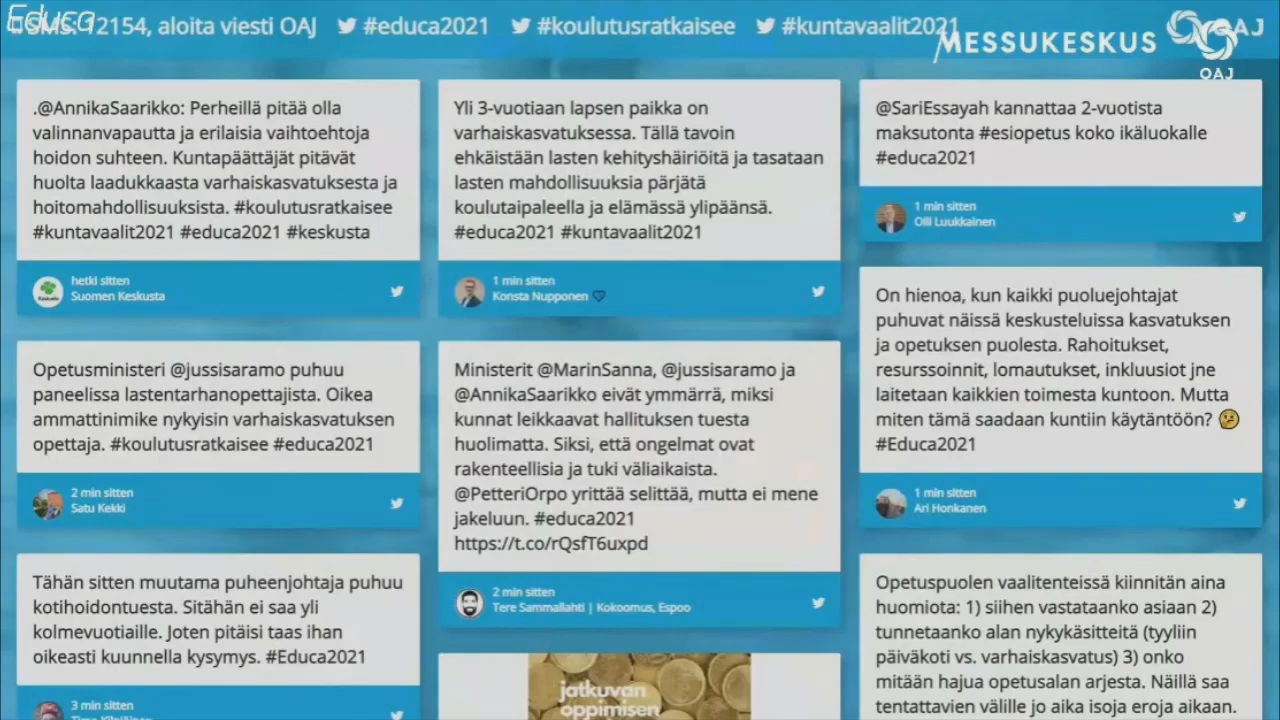 Educa
SMS: 12154, aloita viesti OAJ #educa2021 #koulutusratkaisee #kuntavaalit2021
MESSUKESKUS
OAJ
OAJ
.@AnnikaSaarikko: Perheillä pitää olla
valinnanvapautta ja erilaisia vaihtoehtoja
hoidon suhteen. Kuntapäättäjät pitävät
huolta laadukkaasta varhaiskasvatuksesta ja
hoitomahdollisuuksista. #koulutusratkaisee
#kuntavaalit2021 #educa2021 #keskusta
hetki sitten
Suomen Keskusta
Opetusministeri @jussisaramo puhuu
paneelissa lastentarhanopettajista. Oikea
ammattinimike nykyisin varhaiskasvatuksen
opettaja. #koulutusratkaisee #educa2021
2 min sitten
Satu Kekki
Tähän sitten muutama puheenjohtaja puhuu
kotihoidontuesta. Sitähän ei saa yli
kolmevuotiaille. Joten pitäisi taas ihan
oikeasti kuunnella kysymys. #Educa2021
3 min sitten
Yli 3-vuotiaan lapsen paikka on
varhaiskasvatuksessa. Tällä tavoin
ehkäistään lasten kehityshäiriöitä ja tasataan
lasten mahdollisuuksia pärjätä
koulutaipaleella ja elämässä ylipäänsä.
#educa2021 #kuntavaalit2021
1 min sitten
Konsta Nupponen
Ministerit @MarinSanna, @jussisaramo ja
@AnnikaSaarikko eivät ymmärrä, miksi
kunnat leikkaavat hallituksen tuesta
huolimatta. Siksi, että ongelmat ovat
rakenteellisia ja tuki väliaikaista.
@PetteriOrpo yrittää selittää, mutta ei mene
jakeluun. #educa2021
https://t.co/rQsfT6uxpd
2 min sitten
Tere Sammallahti | Kokoomus, Espoo
jatkuvan
oppimisen
@SariEssayah kannattaa 2-vuotista
maksutonta #esiopetus koko ikäluokalle
#educa2021
1 min sitten
Olli Luukkainen
On hienoa, kun kaikki puoluejohtajat
puhuvat näissä keskusteluissa kasvatuksen
ja opetuksen puolesta. Rahoitukset,
resurssoinnit, lomautukset, inkluusiot jne
laitetaan kaikkien toimesta kuntoon. Mutta
miten tämä saadaan kuntiin käytäntöön? 🤔
#Educa2021
1 min sitten
Ari Honkanen
Opetuspuolen vaalitenteissä kiinnitän aina
huomiota: 1) siihen vastataanko asiaan 2)
tunnetaanko alan nykykäsitteitä (tyyliin
päiväkoti vs. varhaiskasvatus) 3) onko
mitään hajua opetusalan arjesta. Näillä saa
tentattavien välille jo aika isoja eroja aikaan.